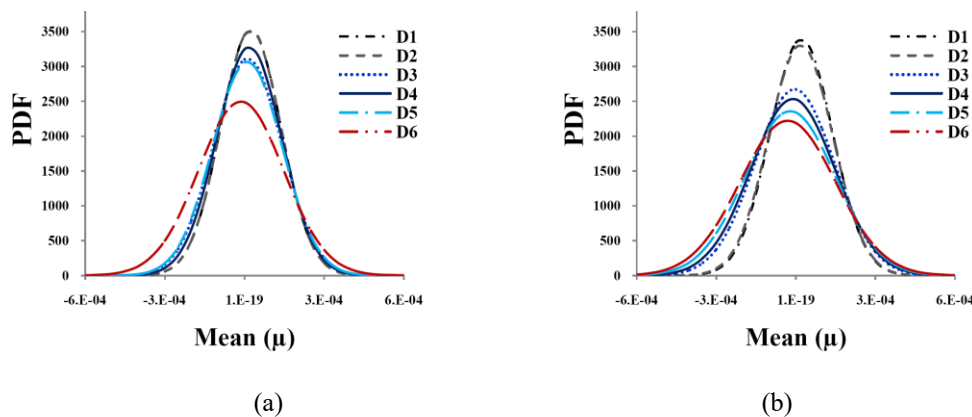 PDF
3500
3000
2500
2000
1500
1000
500
0
-6.E-04 -3.E-04 1.E-19 3.E-04 6.E-04
Mean (μ)
D1
D2
D3
D4
D5
D6
(a)
PDF
3500
3000
2500
2000
1500
1000
500
0
-6.E-04 -3.E-04 1.E-19 3.E-04 6.E-04
Mean (μ)
D1
D2
D3
D4
D5
D6
(b)